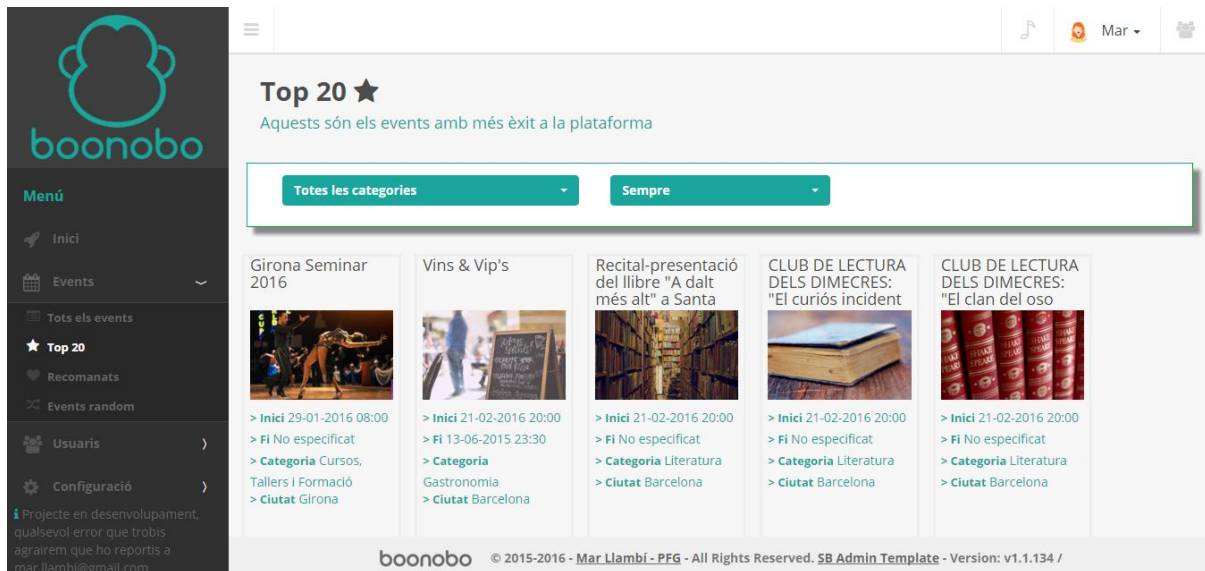 boonobo
Mar
Menú
Inici
Events
Tots els events
Top 20
Recomanats
Events random
Usuaris
Configuració
Projecte en desenvolupament,
qualsevol error que trobis
agrairem que ho reportis a
mar.llambi@gmail.com
Top 20
Aquests són els events amb més èxit a la plataforma
Totes les categories
Sempre
Girona Seminar
2016
> Inici 29-01-2016 08:00
> Fi No especificat
> Categoria Cursos,
Tallers i Formació
> Ciutat Girona
Vins & Vip's
> Inici 21-02-2016 20:00
> Fi 13-06-2015 23:30
> Categoria
Gastronomia
> Ciutat Barcelona
Recital-presentació
del llibre "A dalt
més alt" a Santa
> Inici 21-02-2016 20:00
> Fi No especificat
> Categoria Literatura
> Ciutat Barcelona
CLUB DE LECTURA
DELS DIMECRES:
"El curiós incident
> Inici 21-02-2016 20:00
> Fi No especificat
> Categoria Literatura
> Ciutat Barcelona
CLUB DE LECTURA
DELS DIMECRES:
"El clan del oso
SHAKE
SPEARE
> Inici 21-02-2016 20:00
> Fi No especificat
> Categoria Literatura
> Ciutat Barcelona
boonobo © 2015-2016 - Mar Llambí - PFG - All Rights Reserved. SB Admin Template - Version: v1.1.134 /